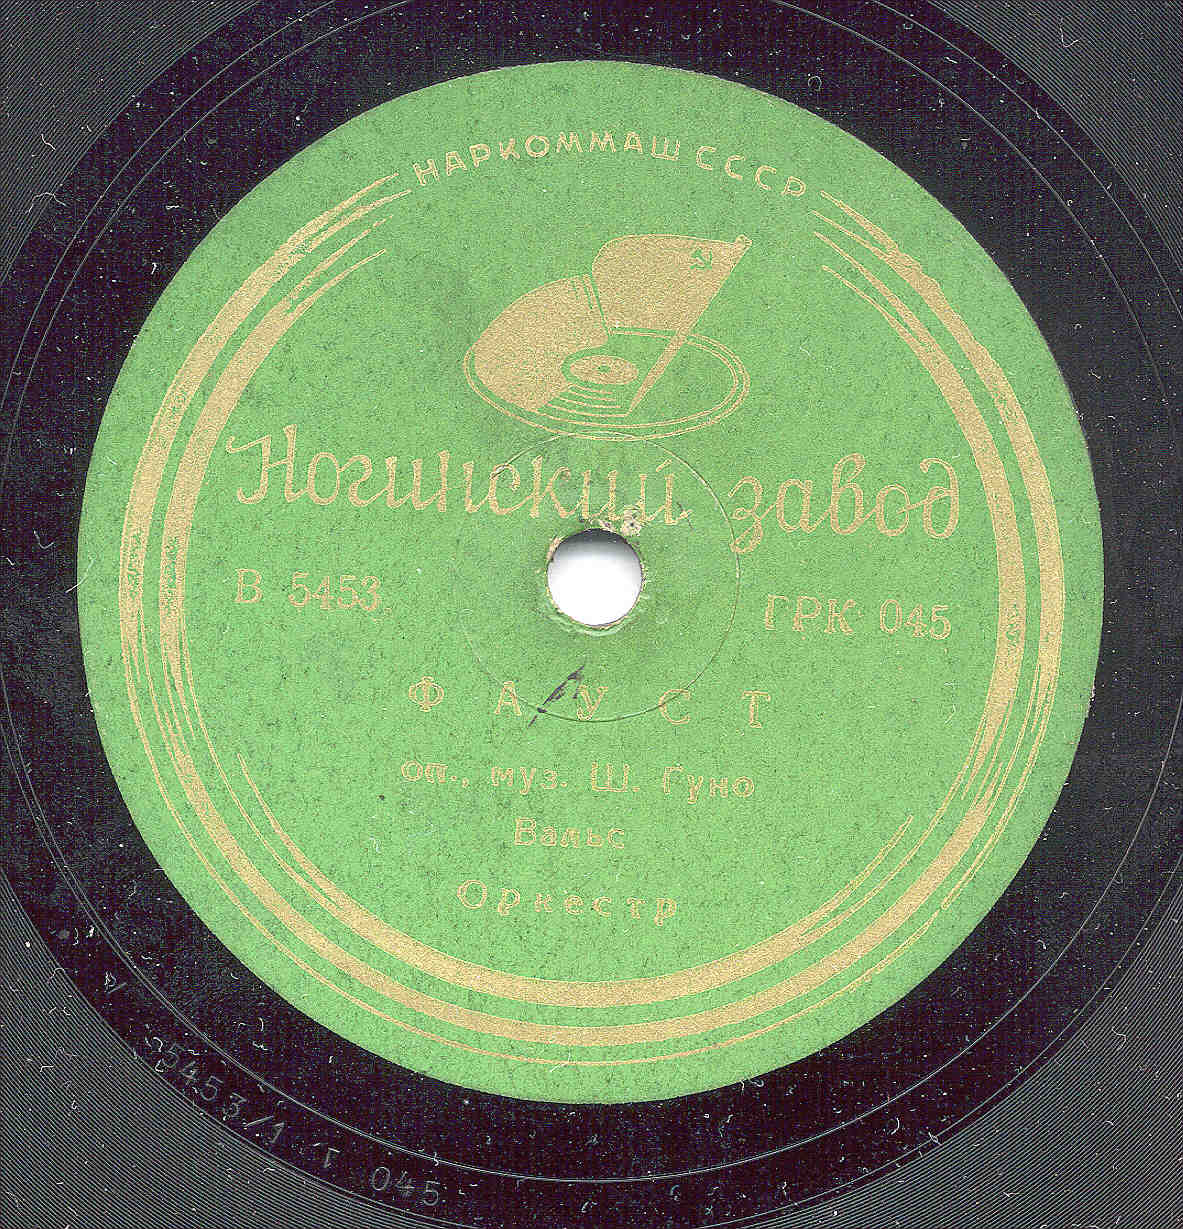 НАРКОММАШ СССР
Ногинский завод
В 5453
ГРК 045
ФАУСТ
оп., муз. Ш. Гуно
Вальс
Оркестр
5453/1 Г 045